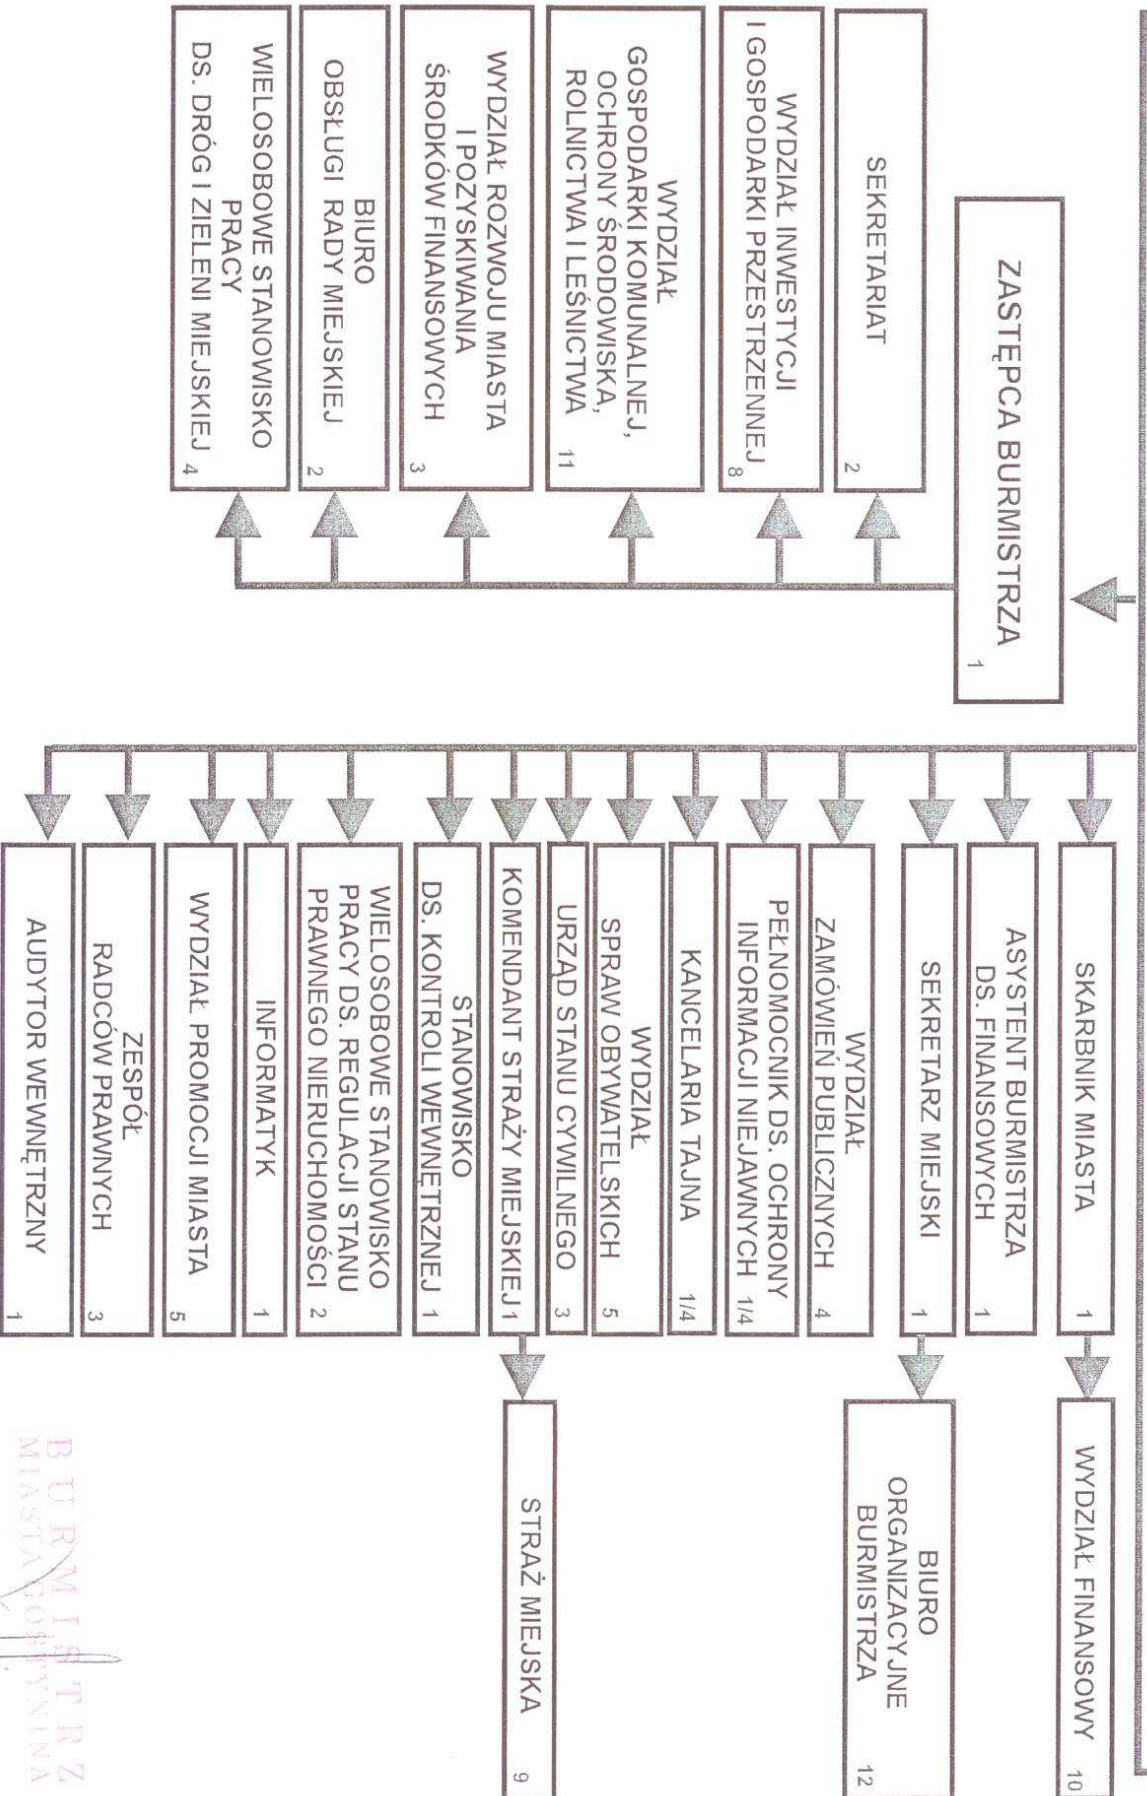 ZASTĘPCA BURMISTRZA
1
SEKRETARIAT
2
WYDZIAŁ INWESTYCJI
I GOSPODARKI PRZESTRZENNEJ
8
WYDZIAŁ
GOSPODARKI KOMUNALNEJ,
OCHRONY ŚRODOWISKA,
ROLNICTWA I LEŚNICTWA
11
WYDZIAŁ ROZWOJU MIASTA
I POZYSKIWANIA
ŚRODKÓW FINANSOWYCH
3
BIURO
OBSŁUGI RADY MIEJSKIEJ
2
WIELOSOBOWE STANOWISKO
PRACY
DS. DRÓG I ZIELENI MIEJSKIEJ
4
SKARBNIK MIASTA
1
WYDZIAŁ FINANSOWY
10
ASYSTENT BURMISTRZA
DS. FINANSOWYCH
1
SEKRETARZ MIEJSKI
1
BIURO
ORGANIZACYJNE
BURMISTRZA
12
WYDZIAŁ
ZAMÓWIEŃ PUBLICZNYCH
4
PEŁNOMOCNIK DS. OCHRONY
INFORMACJI NIEJAWNYCH 1/4
KANCELARIA TAJNA
1/4
WYDZIAŁ
SPRAW OBYWATELSKICH
5
URZĄD STANU CYWILNEGO
3
KOMENDANT STRAŻY MIEJSKIEJ 1
STRAŻ MIEJSKA
9
STANOWISKO
DS. KONTROLI WEWNĘTRZNEJ
1
WIELOSOBOWE STANOWISKO
PRACY DS. REGULACJI STANU
PRAWNEGO NIERUCHOMOŚCI
2
INFORMATYK
1
WYDZIAŁ PROMOCJI MIASTA
5
ZESPÓŁ
RADCÓW PRAWNYCH
3
AUDYTOR WEWNĘTRZNY
1
BURMISTRZ
MIASTA GOSTYNINA